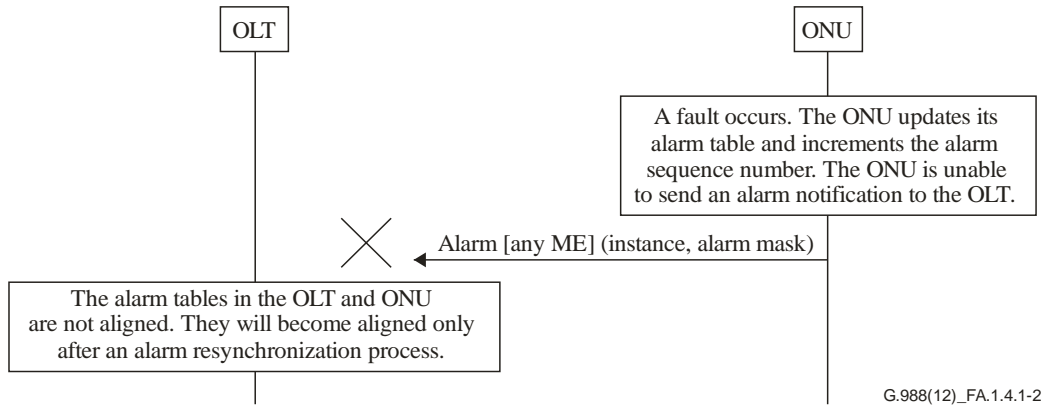 OLT
ONU
A fault occurs. The ONU updates its
alarm table and increments the alarm
sequence number. The ONU is unable
to send an alarm notification to the OLT.
Alarm [any ME] (instance, alarm mask)
The alarm tables in the OLT and ONU
are not aligned. They will become aligned only
after an alarm resynchronization process.
G.988(12)_FA.1.4.1-2